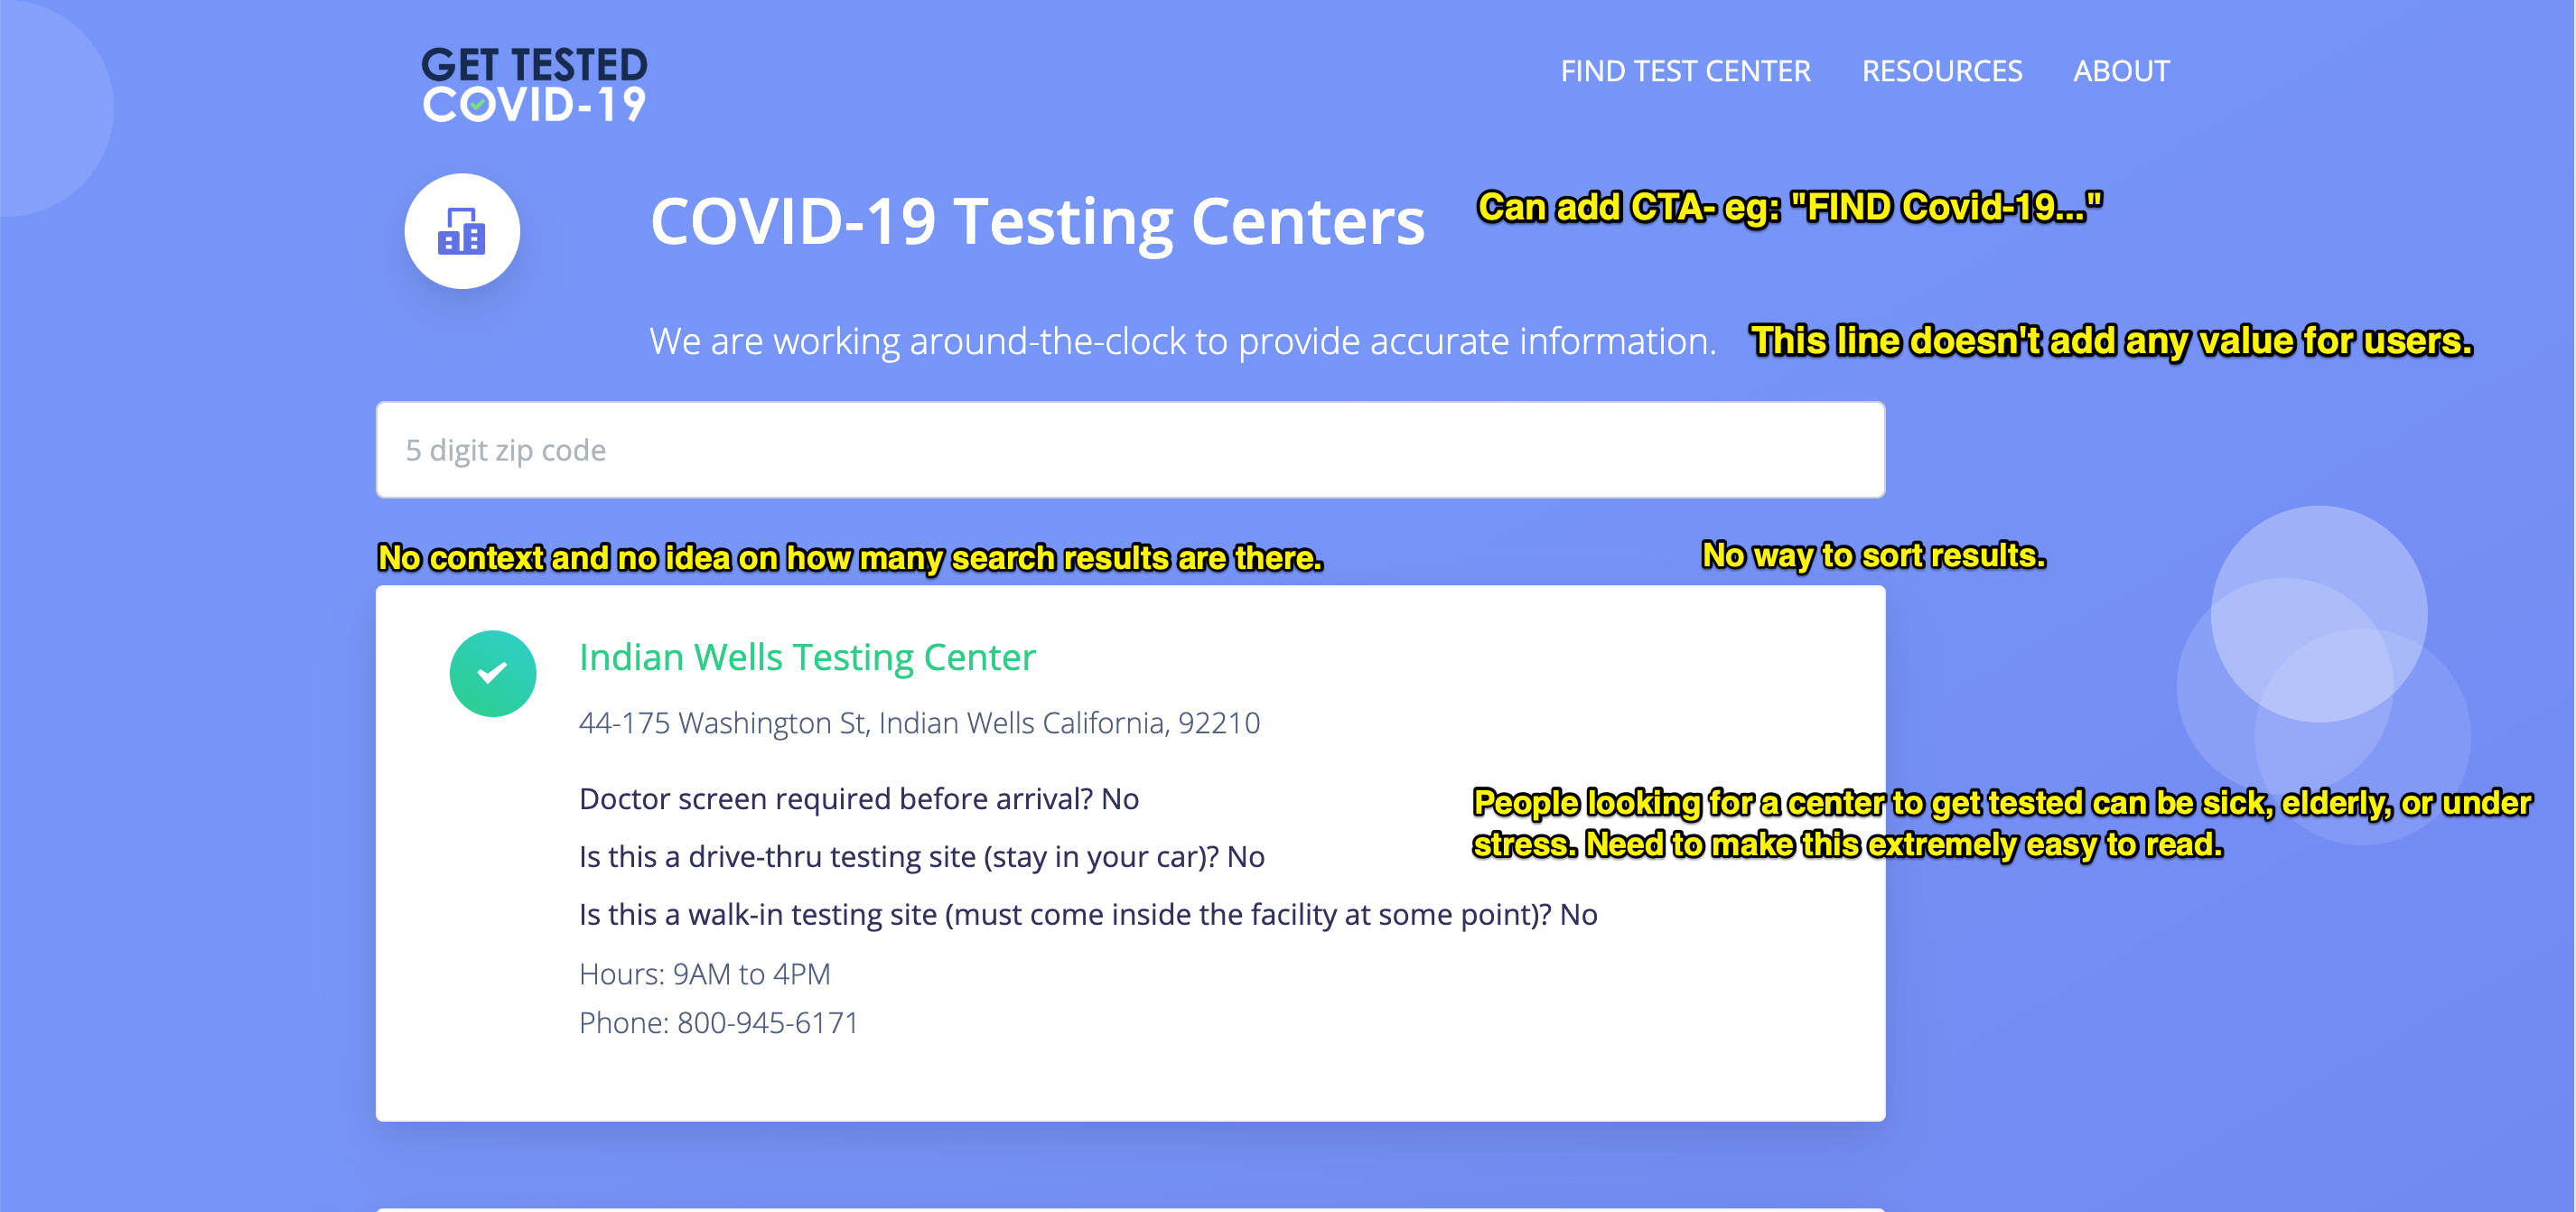 GET TESTED
COVID-19
FIND TEST CENTER RESOURCES ABOUT
COVID-19 Testing Centers
Can add CTA- eg: "FIND Covid-19..."
We are working around-the-clock to provide accurate information.
This line doesn't add any value for users.
5 digit zip code
No context and no idea on how many search results are there.
No way to sort results.
Indian Wells Testing Center
44-175 Washington St, Indian Wells California, 92210
Doctor screen required before arrival? No
People looking for a center to get tested can be sick, elderly, or under
stress. Need to make this extremely easy to read.
Is this a drive-thru testing site (stay in your car)? No
Is this a walk-in testing site (must come inside the facility at some point)? No
Hours: 9AM to 4PM
Phone: 800-945-6171